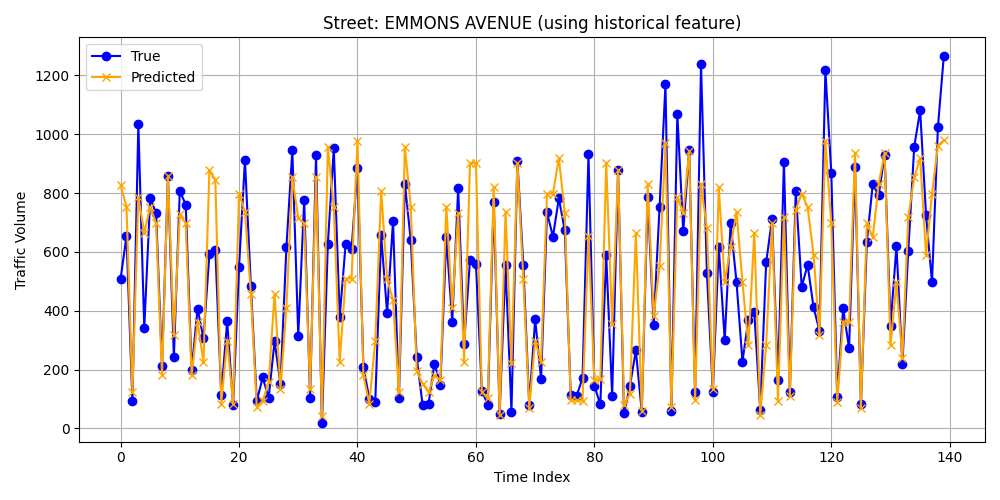 Street: EMMONS AVENUE (using historical feature)
True
Predicted
Traffic Volume
1200
1000
800
600
400
200
0
0 20 40 60 80 100 120 140
Time Index